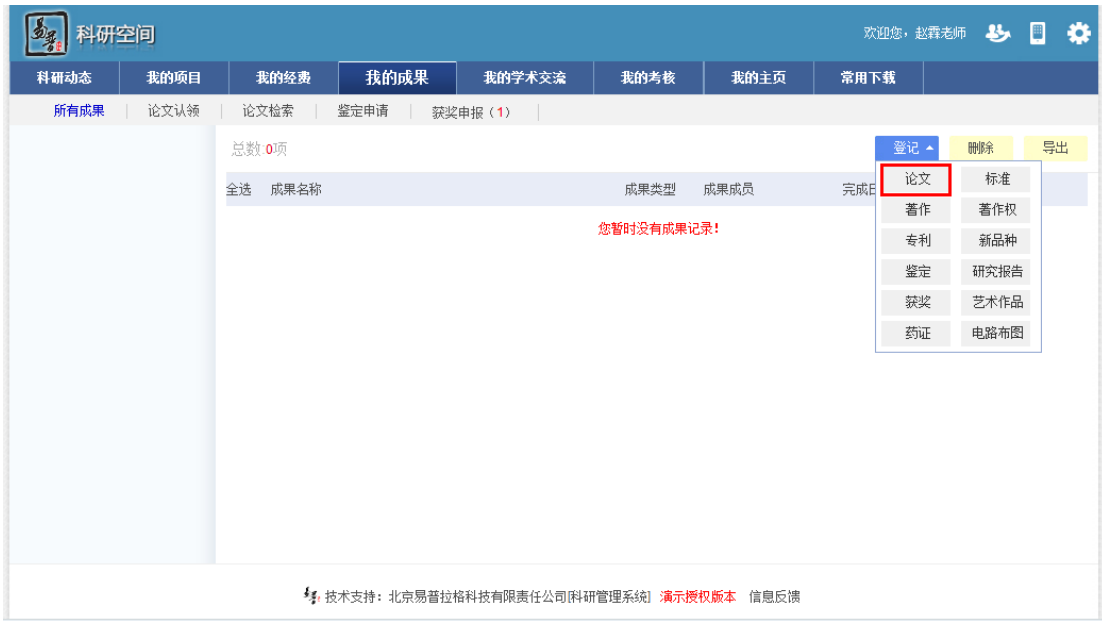 易普 科研空间 欢迎您，赵霖老师
科研动态 我的项目 我的经费 我的成果 我的学术交流 我的考核 我的主页 常用下载
所有成果 论文认领 论文检索 鉴定申请 获奖申报（1）
总数:0项 登记 删除 导出
全选 成果名称 成果类型 成果成员 完成日
论文 标准
著作 著作权
您暂时没有成果记录！
专利 新品种
鉴定 研究报告
获奖 艺术作品
药证 电路布图
技术支持：北京易普拉格科技有限责任公司[科研管理系统] 演示授权版本 信息反馈